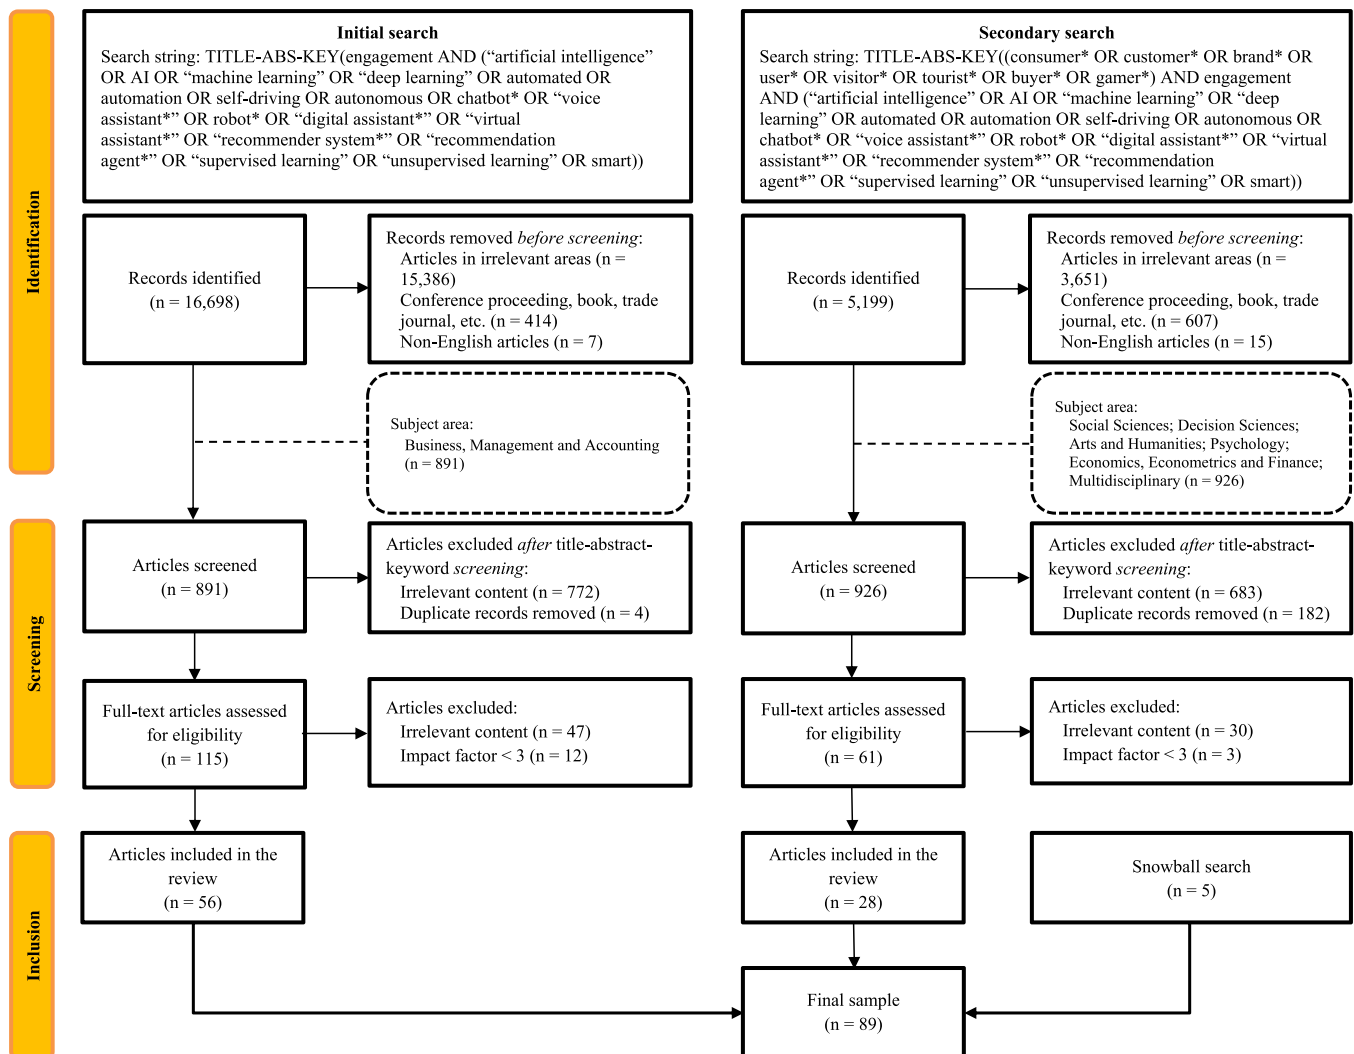 Identification
Initial search
Search string: TITLE-ABS-KEY(engagement AND (“artificial intelligence”
OR AI OR “machine learning” OR “deep learning” OR automated OR
automation OR self-driving OR autonomous OR chatbot* OR “voice
assistant*” OR robot* OR “digital assistant*” OR “virtual
assistant*” OR “recommender system*” OR “recommendation
agent*” OR “supervised learning” OR “unsupervised learning” OR smart))
Secondary search
Search string: TITLE-ABS-KEY((consumer* OR customer* OR brand* OR
user* OR visitor* OR tourist* OR buyer* OR gamer*) AND engagement
AND (“artificial intelligence” OR AI OR “machine learning” OR “deep
learning” OR automated OR automation OR self-driving OR autonomous OR
chatbot* OR “voice assistant*” OR robot* OR “digital assistant*” OR “virtual
assistant*” OR “recommender system*” OR “recommendation
agent*” OR “supervised learning” OR “unsupervised learning” OR smart))
Records identified
(n = 16,698)
Records removed before screening:
Articles in irrelevant areas (n =
15,386)
Conference proceeding, book, trade
journal, etc. (n = 414)
Non-English articles (n = 7)
Records identified
(n = 5,199)
Records removed before screening:
Articles in irrelevant areas (n =
3,651)
Conference proceeding, book, trade
journal, etc. (n = 607)
Non-English articles (n = 15)
Subject area:
Business, Management and Accounting
(n = 891)
Subject area:
Social Sciences; Decision Sciences;
Arts and Humanities; Psychology;
Economics, Econometrics and Finance;
Multidisciplinary (n = 926)
Screening
Articles screened
(n = 891)
Articles excluded after title-abstract-
keyword screening:
Irrelevant content (n = 772)
Duplicate records removed (n = 4)
Articles screened
(n = 926)
Articles excluded after title-abstract-
keyword screening:
Irrelevant content (n = 683)
Duplicate records removed (n = 182)
Full-text articles assessed
for eligibility
(n = 115)
Articles excluded:
Irrelevant content (n = 47)
Impact factor < 3 (n = 12)
Full-text articles assessed
for eligibility
(n = 61)
Articles excluded:
Irrelevant content (n = 30)
Impact factor < 3 (n = 3)
Inclusion
Articles included in the
review
(n = 56)
Articles included in the
review
(n = 28)
Snowball search
(n = 5)
Final sample
(n = 89)